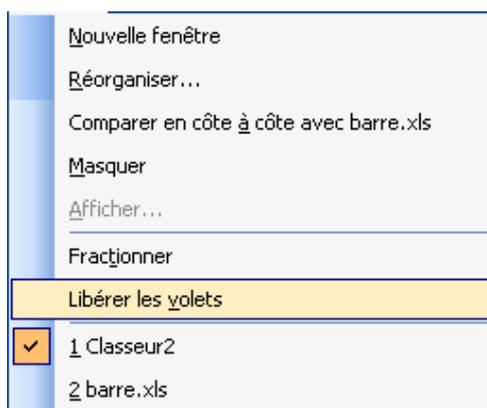 Nouvelle fenêtre
Réorganiser...
Comparer en côte à côte avec barre.xls
Masquer
Afficher...
Fractionner
Libérer les volets
1 Classeur2
2 barre.xls